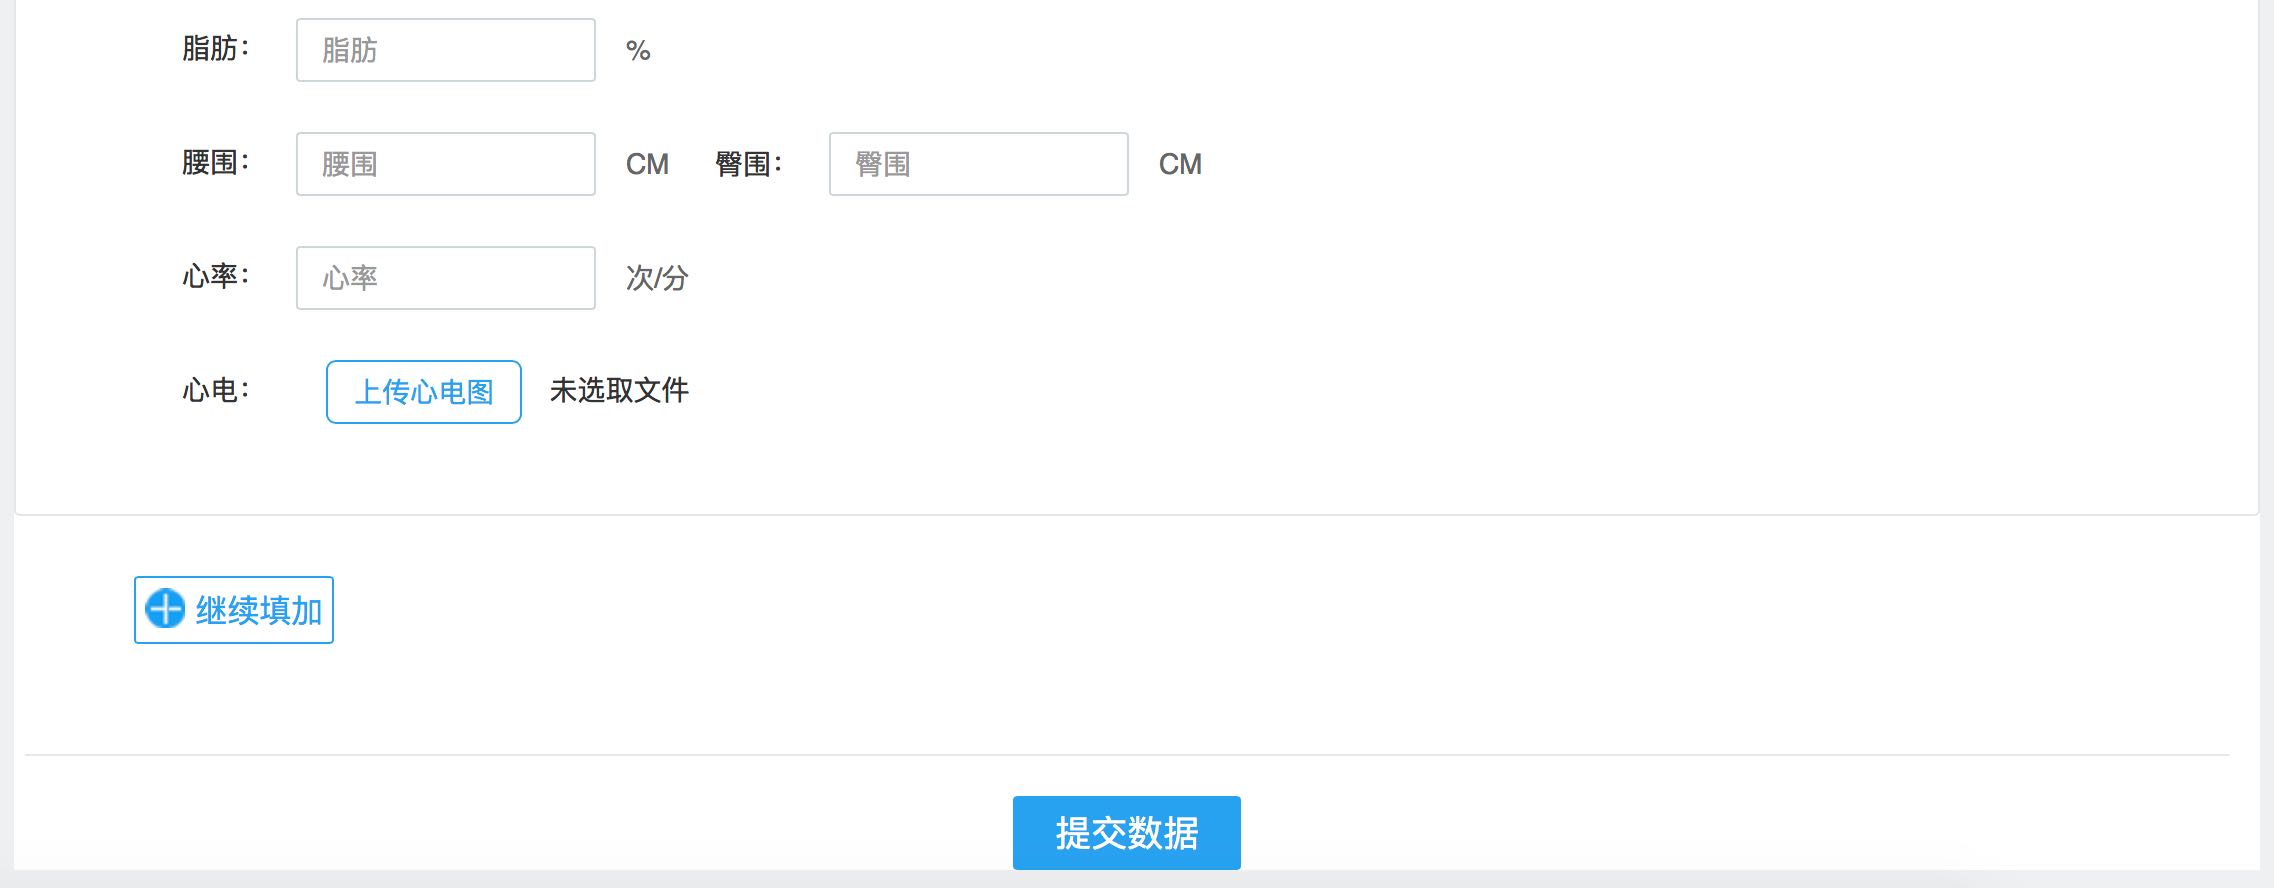 脂肪： 脂肪 %
腰围： 腰围 CM 臀围： 臀围 CM
心率： 心率 次/分
心电： 上传心电图 未选取文件
继续填加
提交数据